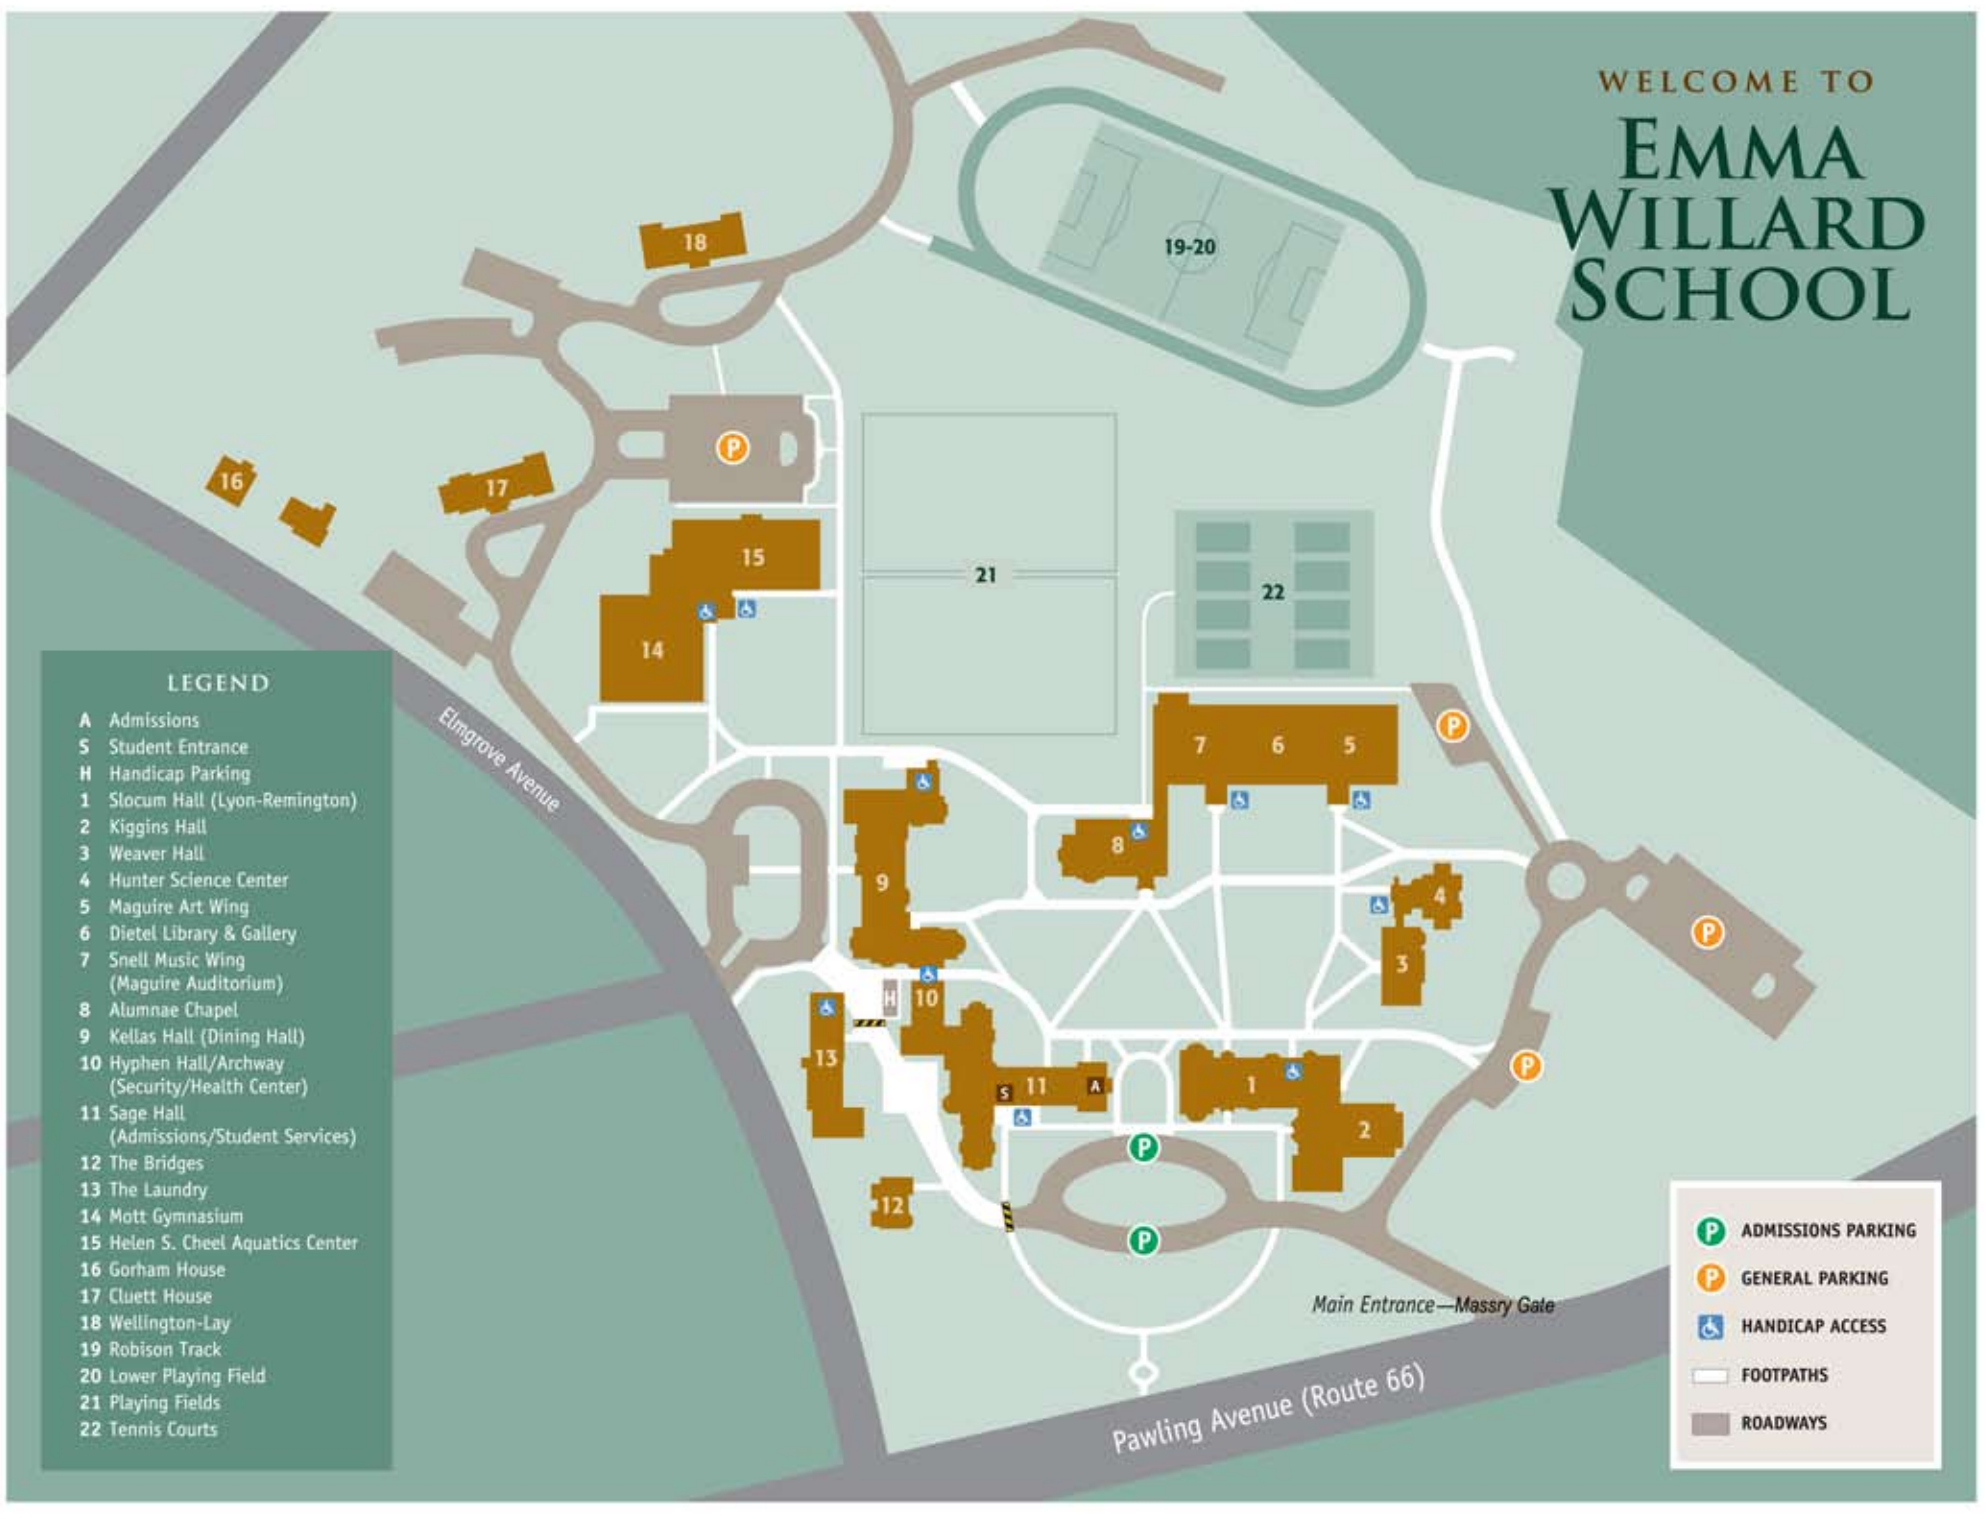 WELCOME TO
EMMA
WILLARD
SCHOOL
18
19-20
P
16
17
15
21
22
14
LEGEND
A Admissions
S Student Entrance
H Handicap Parking
1 Slocum Hall (Lyon-Remington)
2 Kiggins Hall
3 Weaver Hall
4 Hunter Science Center
5 Maguire Art Wing
6 Dietel Library & Gallery
7 Snell Music Wing
(Maguire Auditorium)
8 Alumnae Chapel
9 Kellas Hall (Dining Hall)
10 Hyphen Hall/Archway
(Security/Health Center)
11 Sage Hall
(Admissions/Student Services)
12 The Bridges
13 The Laundry
14 Mott Gymnasium
15 Helen S. Cheel Aquatics Center
16 Gorham House
17 Cluett House
18 Wellington-Lay
19 Robison Track
20 Lower Playing Field
21 Playing Fields
22 Tennis Courts
Elmgrove Avenue
7 6 5
P
8
9
4
P
3
H
10
13
P
S
11
A
1
2
P
12
P
Main Entrance—Massry Gate
Pawling Avenue (Route 66)
P ADMISSIONS PARKING
P GENERAL PARKING
HANDICAP ACCESS
FOOTPATHS
ROADWAYS